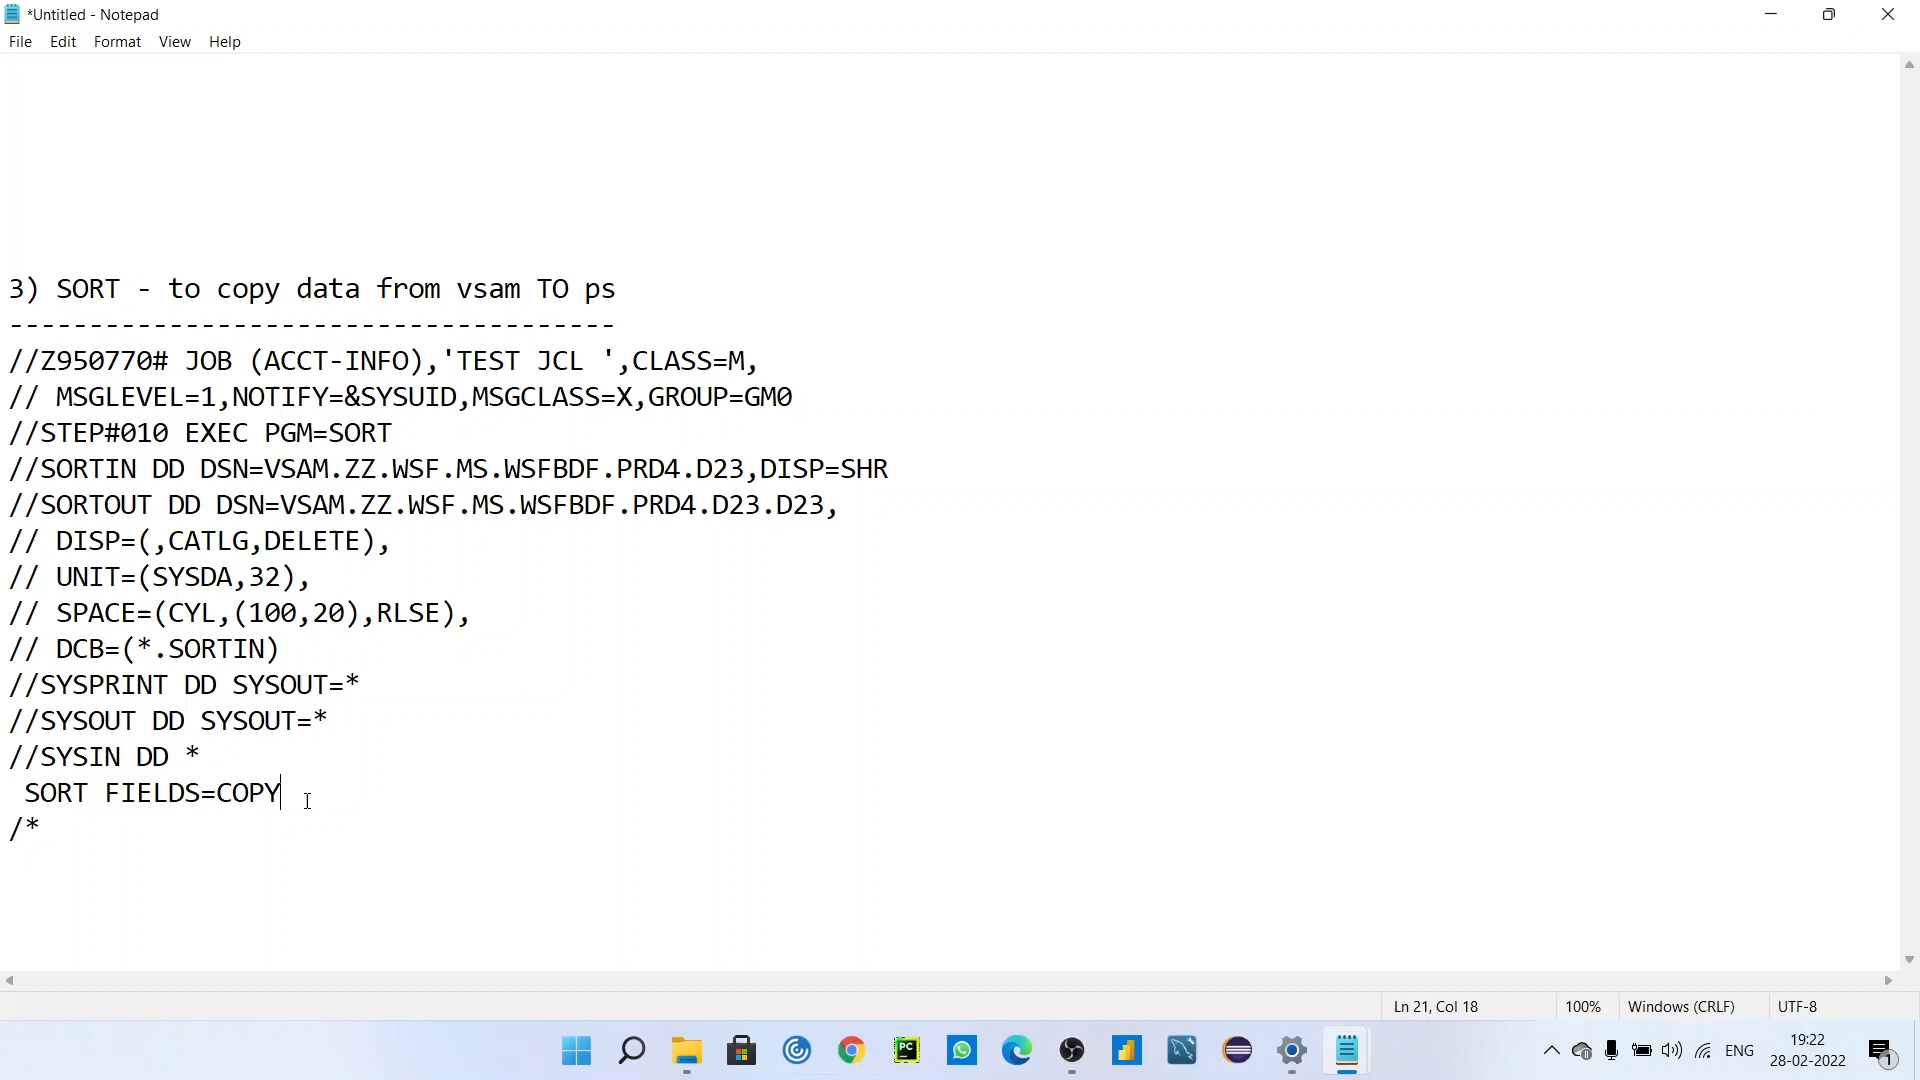 *Untitled - Notepad
File Edit Format View Help
3) SORT - to copy data from vsam TO ps
--------------------------------------
//Z950770# JOB (ACCT-INFO),'TEST JCL ',CLASS=M,
// MSGLEVEL=1,NOTIFY=&SYSUID,MSGCLASS=X,GROUP=GM0
//STEP#010 EXEC PGM=SORT
//SORTIN DD DSN=VSAM.ZZ.WSF.MS.WSFBDF.PRD4.D23,DISP=SHR
//SORTOUT DD DSN=VSAM.ZZ.WSF.MS.WSFBDF.PRD4.D23.D23,
// DISP=(,CATLG,DELETE),
// UNIT=(SYSDA,32),
// SPACE=(CYL,(100,20),RLSE),
// DCB=(*.SORTIN)
//SYSPRINT DD SYSOUT=*
//SYSOUT DD SYSOUT=*
//SYSIN DD *
 SORT FIELDS=COPY
/*
Ln 21, Col 18 100% Windows (CRLF) UTF-8
PC
ENG
19:22
28-02-2022
1